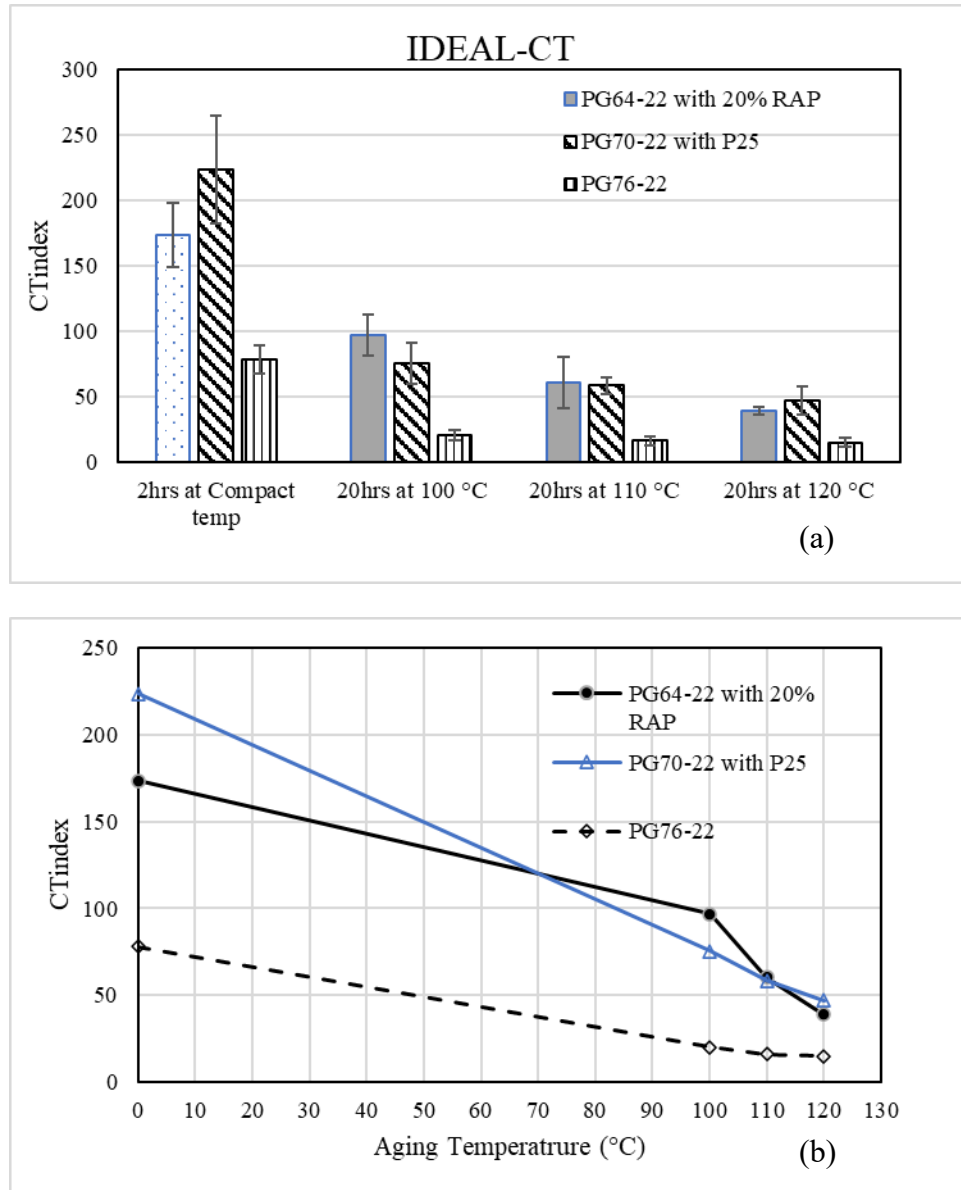 IDEAL-CT
300
250
200
150
100
50
0
CTindex
PG64-22 with 20% RAP
PG70-22 with P25
PG76-22
2hrs at Compact
temp
20hrs at 100 °C
20hrs at 110 °C
20hrs at 120 °C
(a)
250
200
150
100
50
0
CTindex
PG64-22 with 20%
RAP
PG70-22 with P25
PG76-22
0 10 20 30 40 50 60 70 80 90 100 110 120 130
Aging Temperatrure (°C)
(b)